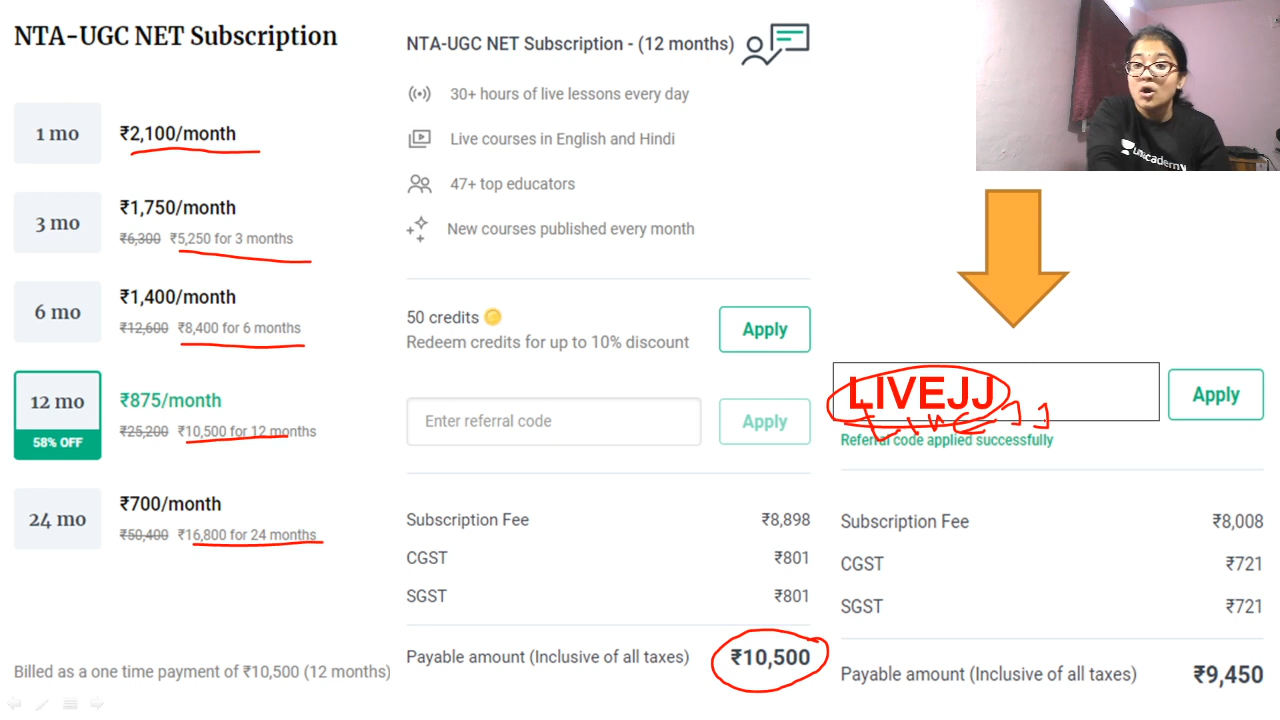 NTA-UGC NET Subscription
1 mo
₹2,100/month
3 mo
₹1,750/month
₹6,300 ₹5,250 for 3 months
6 mo
₹1,400/month
₹12,600 ₹8,400 for 6 months
12 mo
58% OFF
₹875/month
₹25,200 ₹10,500 for 12 months
24 mo
₹700/month
₹50,400 ₹16,800 for 24 months
Billed as a one time payment of ₹10,500 (12 months)
NTA-UGC NET Subscription - (12 months)
30+ hours of live lessons every day
Live courses in English and Hindi
47+ top educators
New courses published every month
50 credits
Redeem credits for up to 10% discount
Apply
Enter referral code
Apply
Subscription Fee ₹8,898
CGST ₹801
SGST ₹801
Payable amount (Inclusive of all taxes) ₹10,500
unacademy
LIVEJJ
LIVEJJ
Apply
Referral code applied successfully
Subscription Fee ₹8,008
CGST ₹721
SGST ₹721
Payable amount (Inclusive of all taxes) ₹9,450